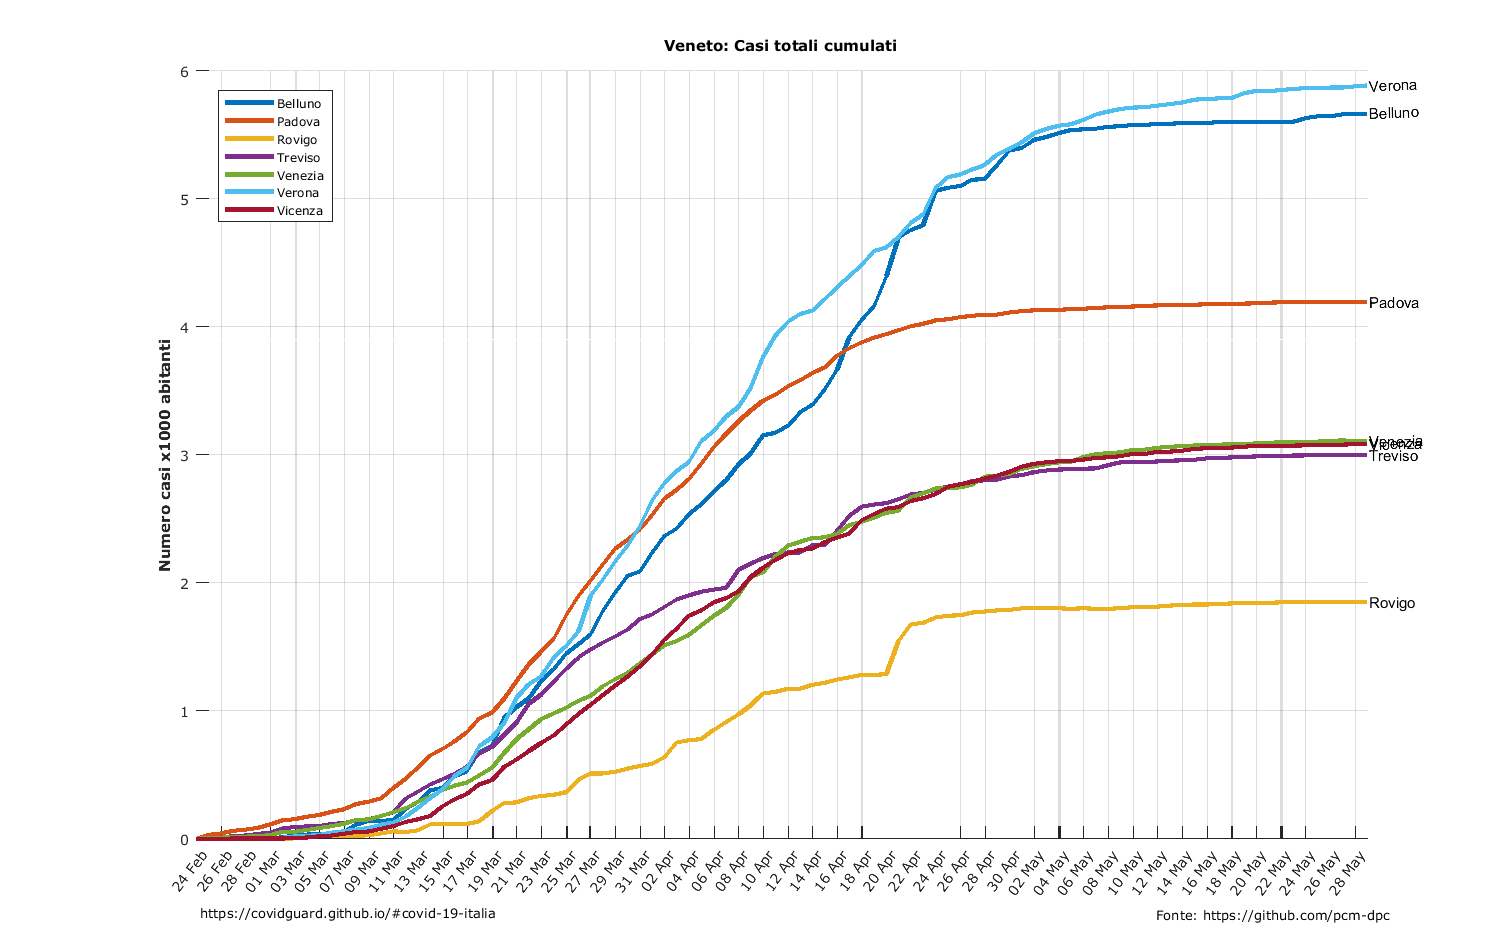 Veneto: Casi totali cumulati
Numero casi x1000 abitanti
6
5
4
3
2
1
0
Belluno
Padova
Rovigo
Treviso
Venezia
Verona
Vicenza
Verona
Belluno
Padova
Venezia
Vicenza
Treviso
Rovigo
24 Feb
26 Feb
28 Feb
01 Mar
03 Mar
05 Mar
07 Mar
09 Mar
11 Mar
13 Mar
15 Mar
17 Mar
19 Mar
21 Mar
23 Mar
25 Mar
27 Mar
29 Mar
31 Mar
02 Apr
04 Apr
06 Apr
08 Apr
10 Apr
12 Apr
14 Apr
16 Apr
18 Apr
20 Apr
22 Apr
24 Apr
26 Apr
28 Apr
30 Apr
02 May
04 May
06 May
08 May
10 May
12 May
14 May
16 May
18 May
20 May
22 May
24 May
26 May
28 May
https://covidguard.github.io/#covid-19-italia
Fonte: https://github.com/pcm-dpc